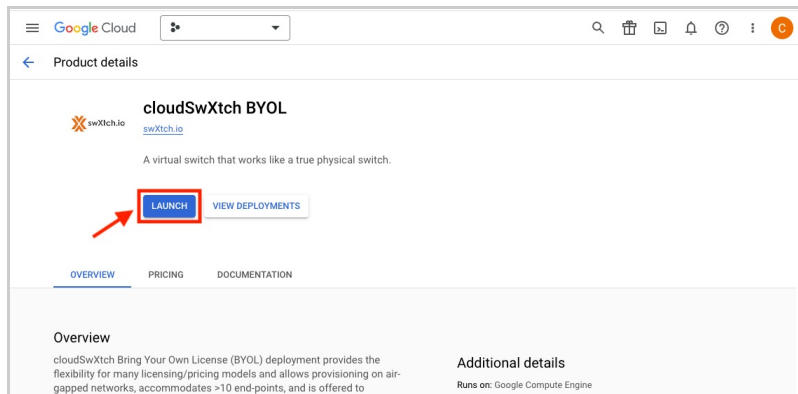 Google Cloud
C
Product details
swXtch.io
cloudSwXtch BYOL
swXtch.io
A virtual switch that works like a true physical switch.
LAUNCH
VIEW DEPLOYMENTS
OVERVIEW
PRICING
DOCUMENTATION
Overview
cloudSwXtch Bring Your Own License (BYOL) deployment provides the
flexibility for many licensing/pricing models and allows provisioning on air-
gapped networks, accommodates >10 end-points, and is offered to
Additional details
Runs on: Google Compute Engine